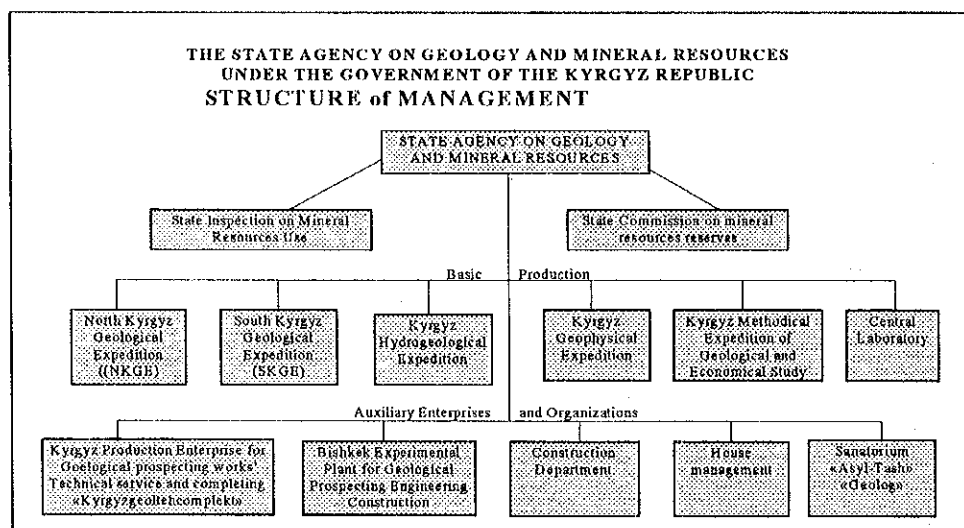 THE STATE AGENCY ON GEOLOGY AND MINERAL RESOURCES
UNDER THE GOVERNMENT OF THE KYRGYZ REPUBLIC
STRUCTURE of MANAGEMENT
STATE AGENCY ON GEOLOGY
AND MINERAL RESOURCES
State Inspection on Mineral
Resources Use
State Commission on mineral
resources reserves
Basic Production
North Kyrgyz
Geological
Expedition
((NKGE)
South Kyrgyz
Geological
Expedition
(SKGE)
Kyrgyz
Hydrogeological
Expedition
Kyrgyz
Geophysical
Expedition
Kyrgyz Methodical
Expedition of
Geological and
Economical Study
Central
Laboratory
Auxiliary Enterprises and Organizations
Kyrgyz Production Enterprise for
Goelogical prospecting works'
Technical service and completing
«Kyrgyzgeoltehcomplekt»
Bishkek Experimental
Plant for Geological
Prospecting Engineering
Construction
Construction
Department
House
management
Sanatorium
«Asyl-Tash»
«Geolog»